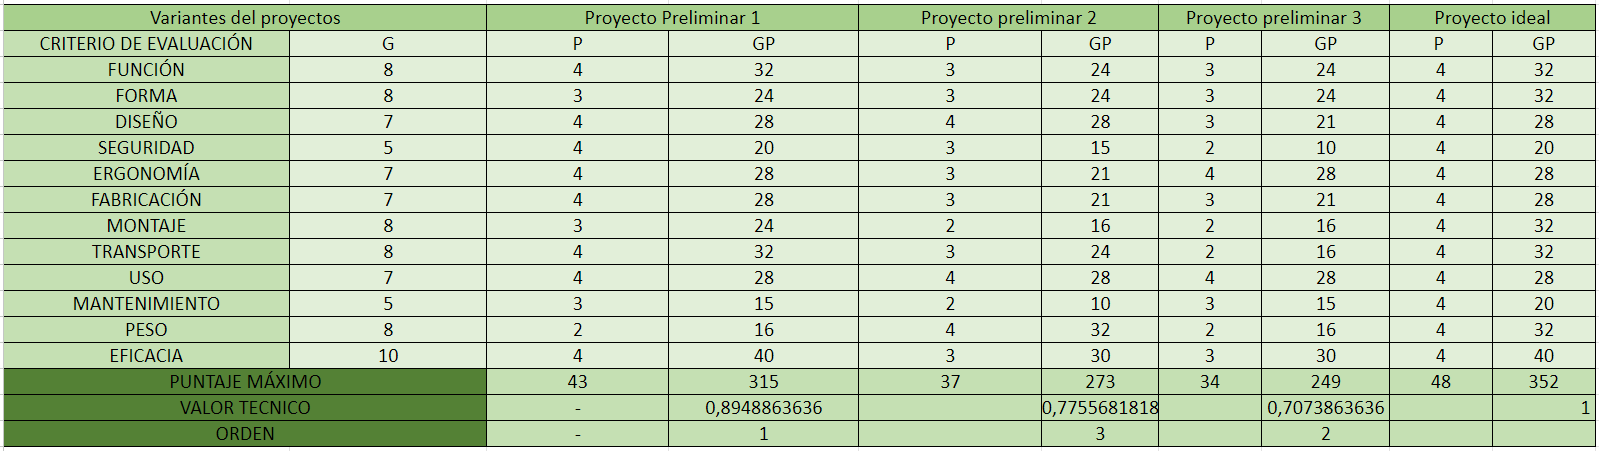 Variantes del proyectos Proyecto Preliminar 1 Proyecto preliminar 2 Proyecto preliminar 3 Proyecto ideal
CRITERIO DE EVALUACIÓN G P GP P GP P GP P GP
FUNCIÓN 8 4 32 3 24 3 24 4 32
FORMA 8 3 24 3 24 3 24 4 32
DISEÑO 7 4 28 4 28 3 21 4 28
SEGURIDAD 5 4 20 3 15 2 10 4 20
ERGONOMÍA 7 4 28 3 21 4 28 4 28
FABRICACIÓN 7 4 28 3 21 3 21 4 28
MONTAJE 8 3 24 2 16 2 16 4 32
TRANSPORTE 8 4 32 3 24 2 16 4 32
USO 7 4 28 4 28 4 28 4 28
MANTENIMIENTO 5 3 15 2 10 3 15 4 20
PESO 8 2 16 4 32 2 16 4 32
EFICACIA 10 4 40 3 30 3 30 4 40
PUNTAJE MÁXIMO 43 315 37 273 34 249 48 352
VALOR TECNICO - 0,8948863636 0,7755681818 0,7073863636 1
ORDEN - 1 3 2